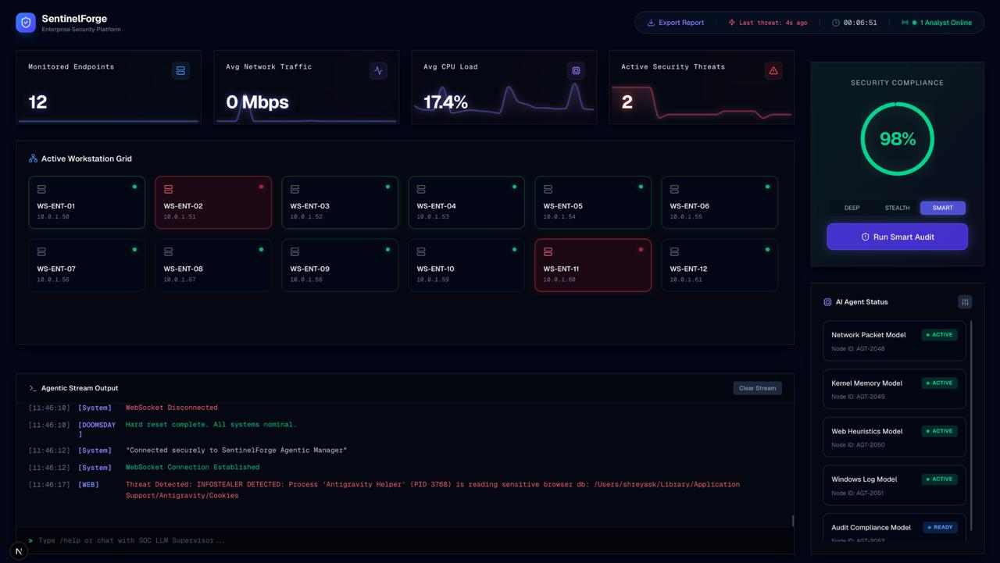 SentinelForge
Enterprise Security Platform
Export Report
Last threat: 4s ago
00:06:51
1 Analyst Online
Monitored Endpoints
12
Avg Network Traffic
0 Mbps
Avg CPU Load
17.4%
Active Security Threats
2
SECURITY COMPLIANCE
98%
DEEP
STEALTH
SMART
Run Smart Audit
Active Workstation Grid
WS-ENT-01
10.0.1.50
WS-ENT-02
10.0.1.51
WS-ENT-03
10.0.1.52
WS-ENT-04
10.0.1.53
WS-ENT-05
10.0.1.54
WS-ENT-06
10.0.1.55
WS-ENT-07
10.0.1.56
WS-ENT-08
10.0.1.57
WS-ENT-09
10.0.1.58
WS-ENT-10
10.0.1.59
WS-ENT-11
10.0.1.60
WS-ENT-12
10.0.1.61
AI Agent Status
Network Packet Model
ACTIVE
Node ID: AGT-2048
Kernel Memory Model
ACTIVE
Node ID: AGT-2049
Web Heuristics Model
ACTIVE
Node ID: AGT-2050
Windows Log Model
ACTIVE
Node ID: AGT-2051
Audit Compliance Model
READY
Node ID: AGT-2052
Agentic Stream Output
Clear Stream
[11:46:10] [System] WebSocket Disconnected
[11:46:10] [DOOMSDAY Hard reset complete. All systems nominal.
]
[11:46:12] [System] "Connected securely to SentinelForge Agentic Manager"
[11:46:12] [System] WebSocket Connection Established
[11:46:17] [WEB] Threat Detected: INFOSTEALER DETECTED: Process 'Antigravity Helper' (PID 3768) is reading sensitive browser db: /Users/shreyask/Library/Application
Support/Antigravity/Cookies
> Type /help or chat with SOC LLM Supervisor...
N